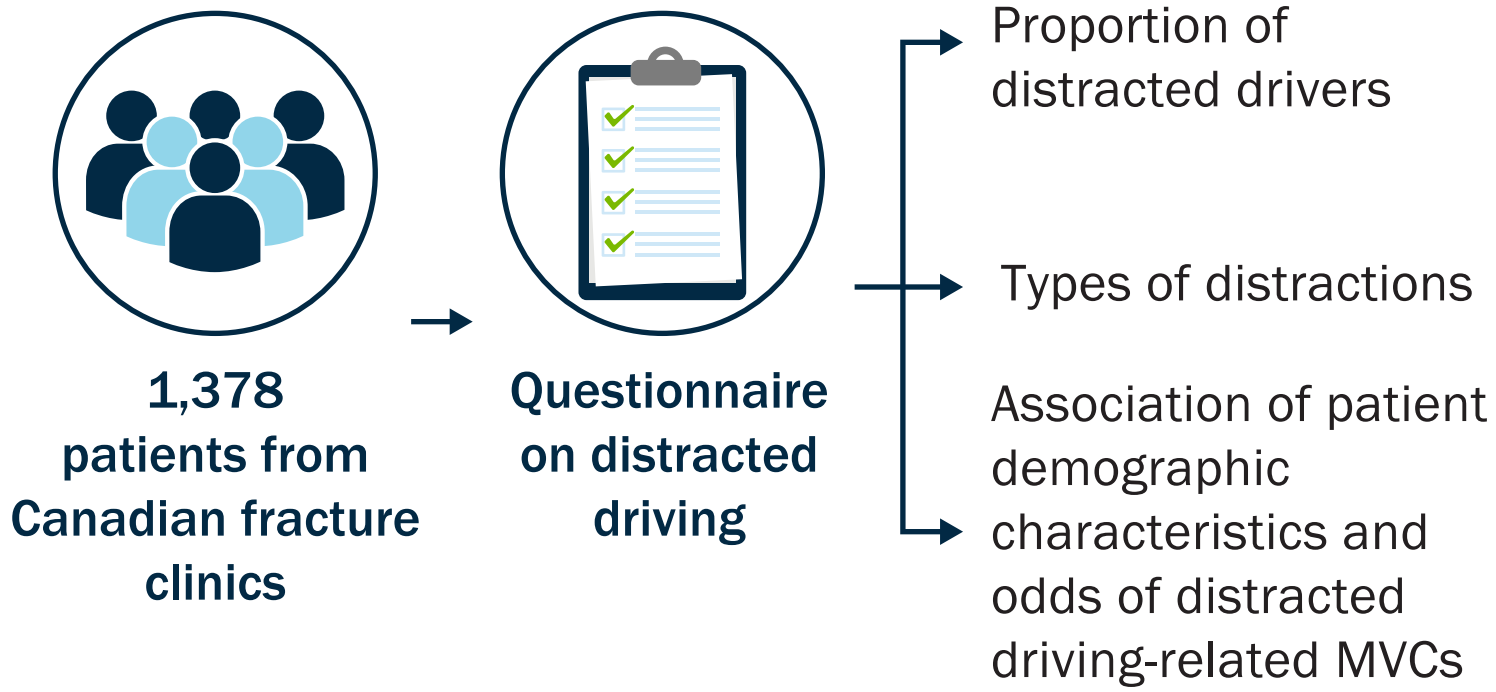 1,378
patients from
Canadian fracture
clinics
Questionnaire
on distracted
driving
Proportion of
distracted drivers
Types of distractions
Association of patient
demographic
characteristics and
odds of distracted
driving-related MVCs